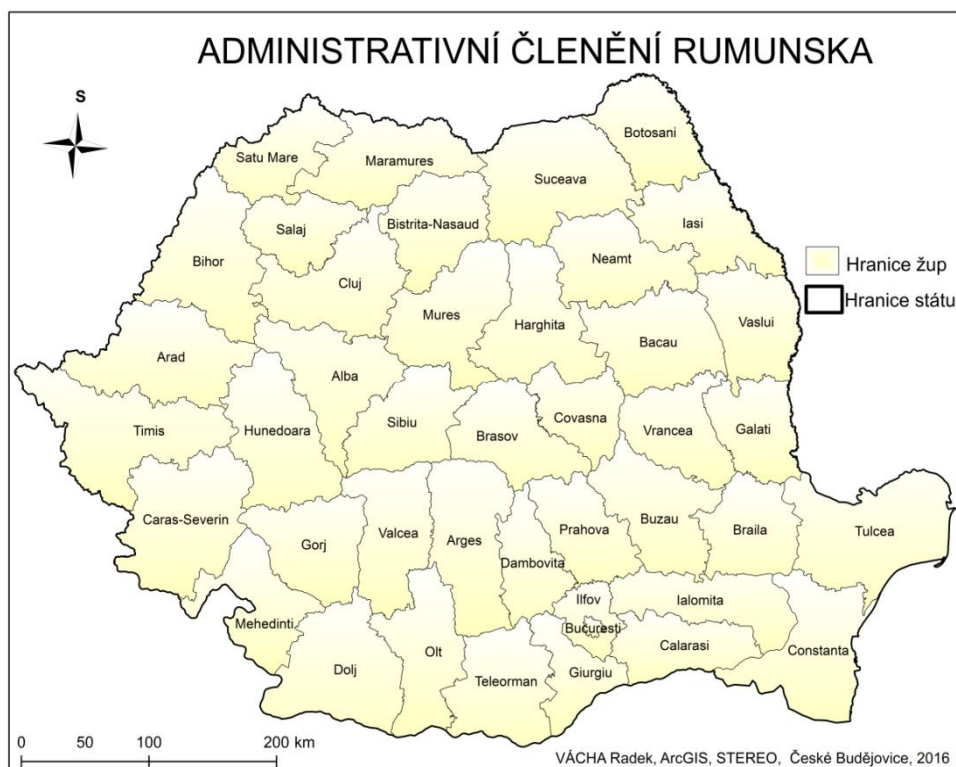 ADMINISTRATIVNÍ ČLENĚNÍ RUMUNSKA
S
Botosani
Satu Mare
Maramures
Suceava
Iasi
Salaj
Bistrita-Nasaud
Neamt
Bihor
Cluj
Hranice žup
Hranice státu
Mures
Harghita
Bacau
Vaslui
Arad
Alba
Timis
Hunedoara
Sibiu
Brasov
Covasna
Vrancea
Galati
Caras-Severin
Gorj
Valcea
Arges
Dambovita
Prahova
Buzau
Braila
Tulcea
Ilfov
Ialomita
Mehedinti
Bucuresti
Calarasi
Constanta
Dolj
Olt
Teleorman
Giurgiu
0 50 100 200 km
VÁCHA Radek, ArcGIS, STEREO, České Budějovice, 2016